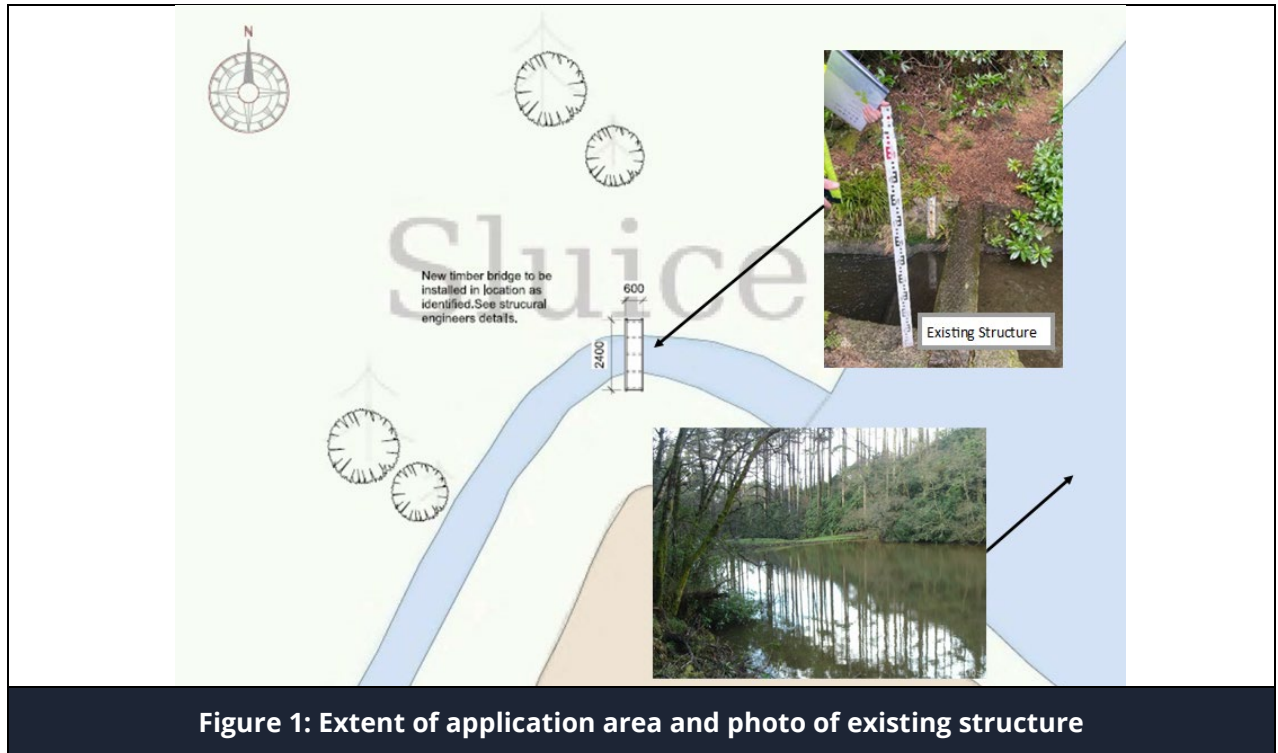 N
Sluice
New timber bridge to be
installed in location as
identified.See strucural
engineers details.
600
2400
Existing Structure
Figure 1: Extent of application area and photo of existing structure